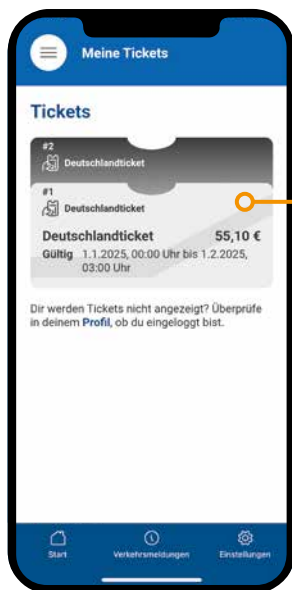 Meine Tickets
Tickets
#2
Deutschlandticket
#1
Deutschlandticket
Deutschlandticket 55,10 €
Gültig 1.1.2025, 00:00 Uhr bis 1.2.2025,
03:00 Uhr
Dir werden Tickets nicht angezeigt? Überprüfe
in deinem Profil, ob du eingeloggt bist.
Start Verkehrsmeldungen Einstellungen